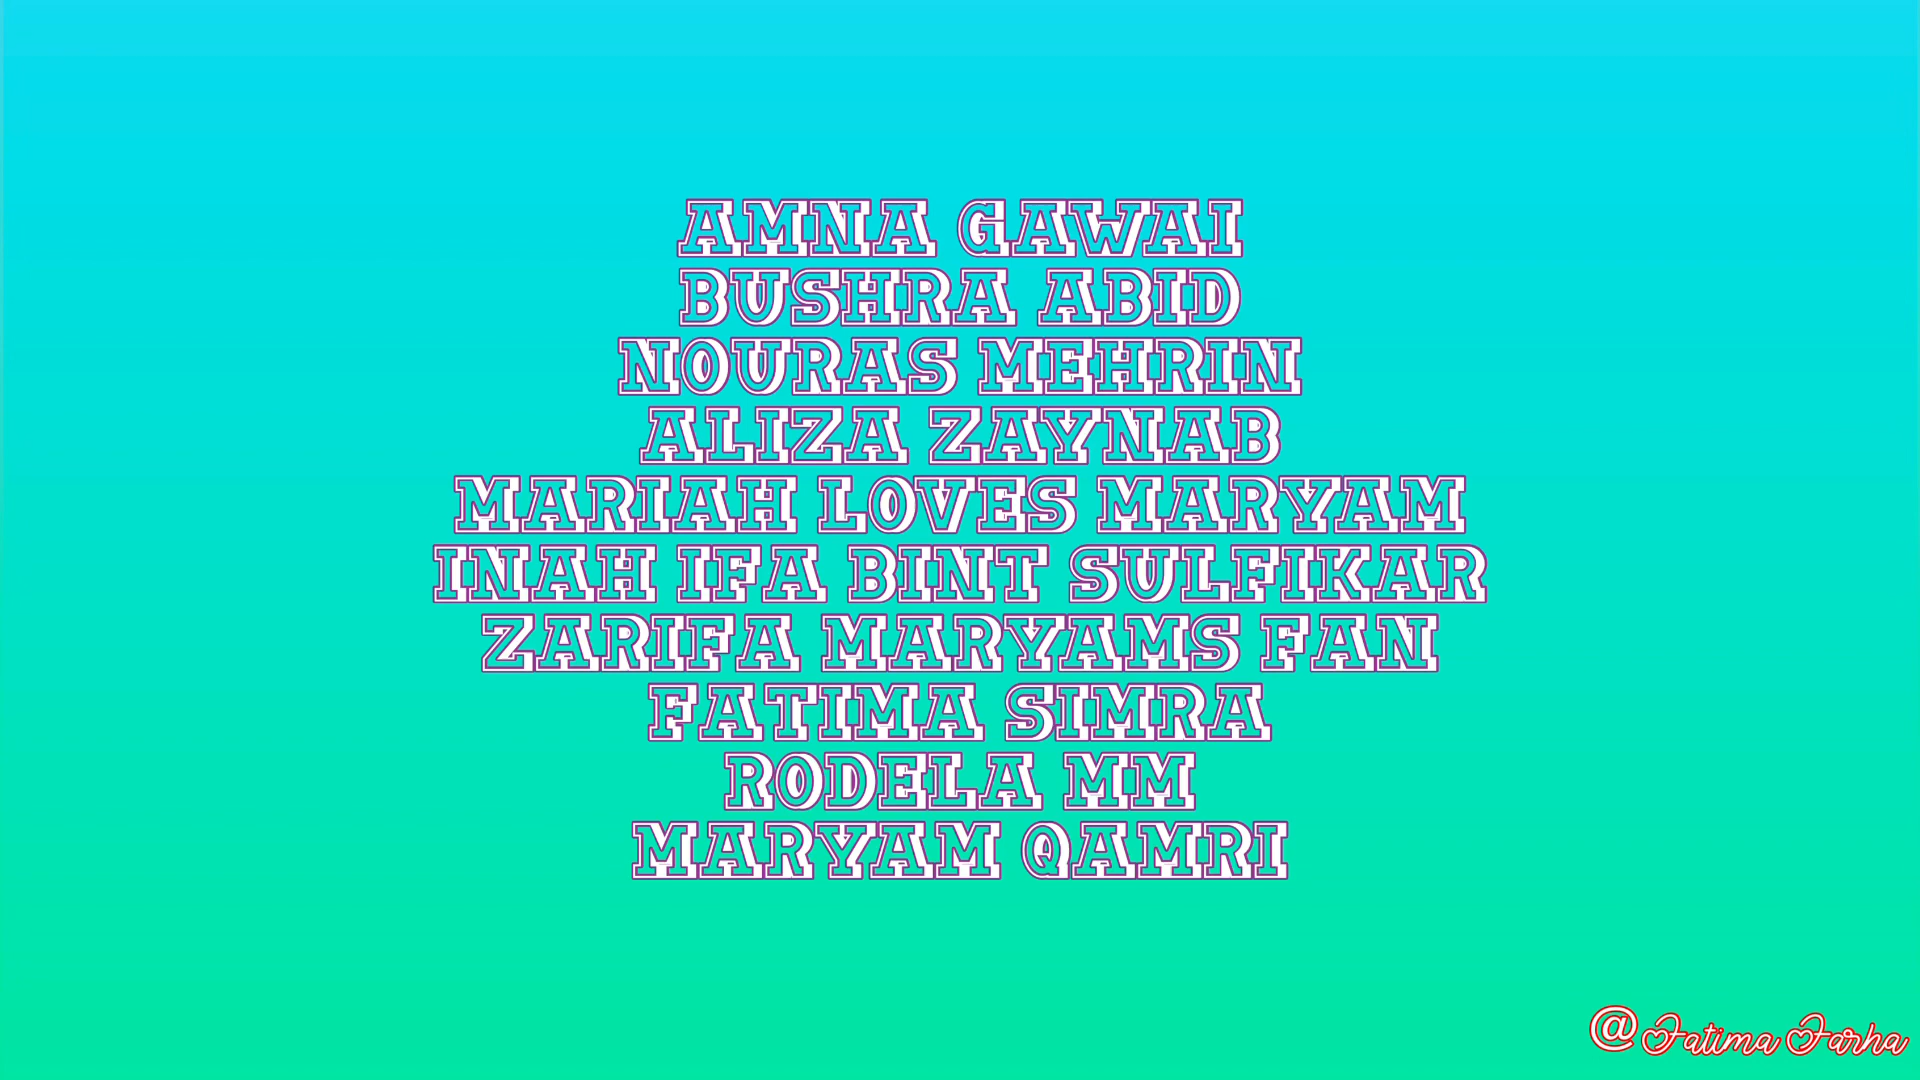 AMNA GAWAI
BUSHRA ABID
NOURAS MEHRIN
ALIZA ZAYNAB
MARIAH LOVES MARYAM
INAH IFA BINT SULFIKAR
ZARIFA MARYAMS FAN
FATIMA SIMRA
RODELA MM
MARYAM QAMRI
@Fatima Farha